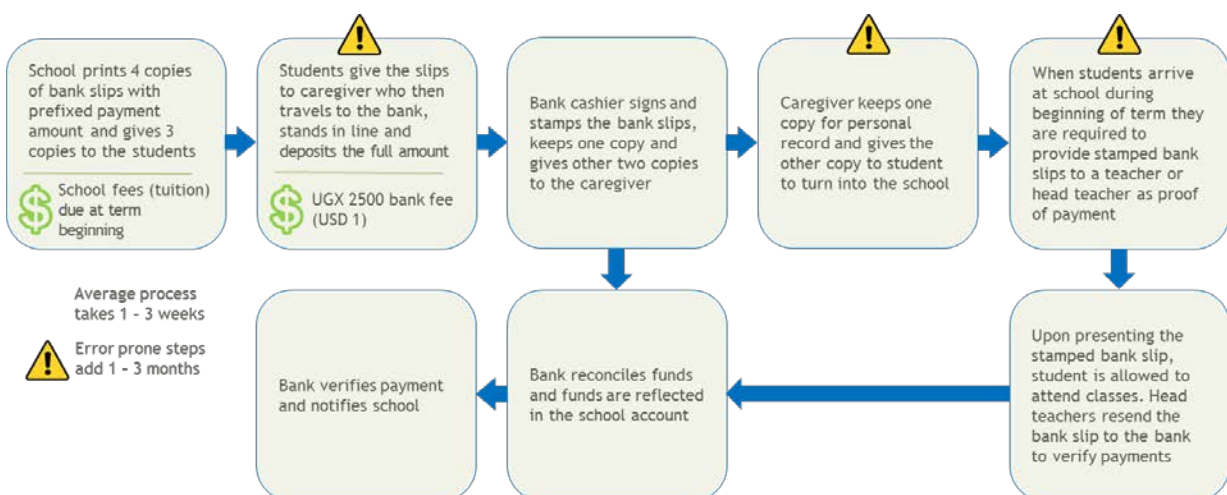 School prints 4 copies
of bank slips with
prefixed payment
amount and gives 3
copies to the students
School fees (tuition)
due at term
beginning
Students give the slips
to caregiver who then
travels to the bank,
stands in line and
deposits the full amount
UGX 2500 bank fee
(USD 1)
Bank cashier signs and
stamps the bank slips,
keeps one copy and
gives other two copies
to the caregiver
Caregiver keeps one
copy for personal
record and gives the
other copy to student
to turn into the school
When students arrive
at school during
beginning of term they
are required to
provide stamped bank
slips to a teacher or
head teacher as proof
of payment
Upon presenting the
stamped bank slip,
student is allowed to
attend classes. Head
teachers resend the
bank slip to the bank
to verify payments
Bank reconciles funds
and funds are reflected
in the school account
Bank verifies payment
and notifies school
Average process
takes 1 - 3 weeks
Error prone steps
add 1 - 3 months